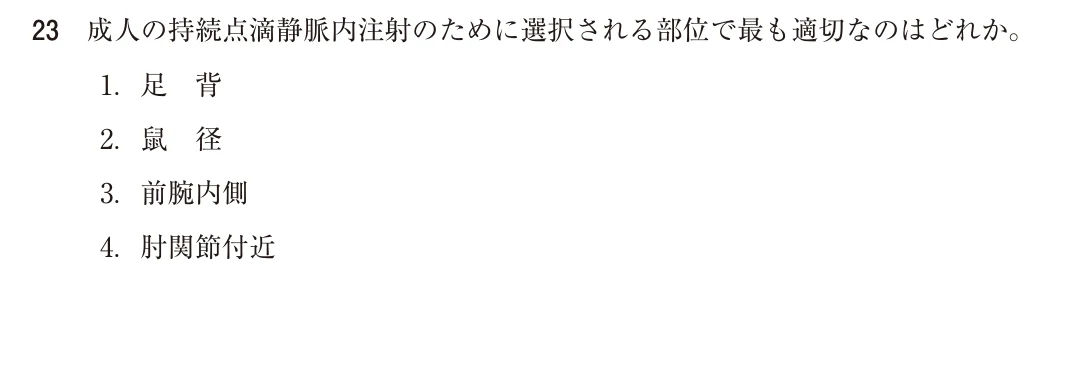 23 成人の持続点滴静脈内注射のために選択される部位で最も適切なのはどれか。
1. 足 背
2. 鼠 径
3. 前腕内側
4. 肘関節付近